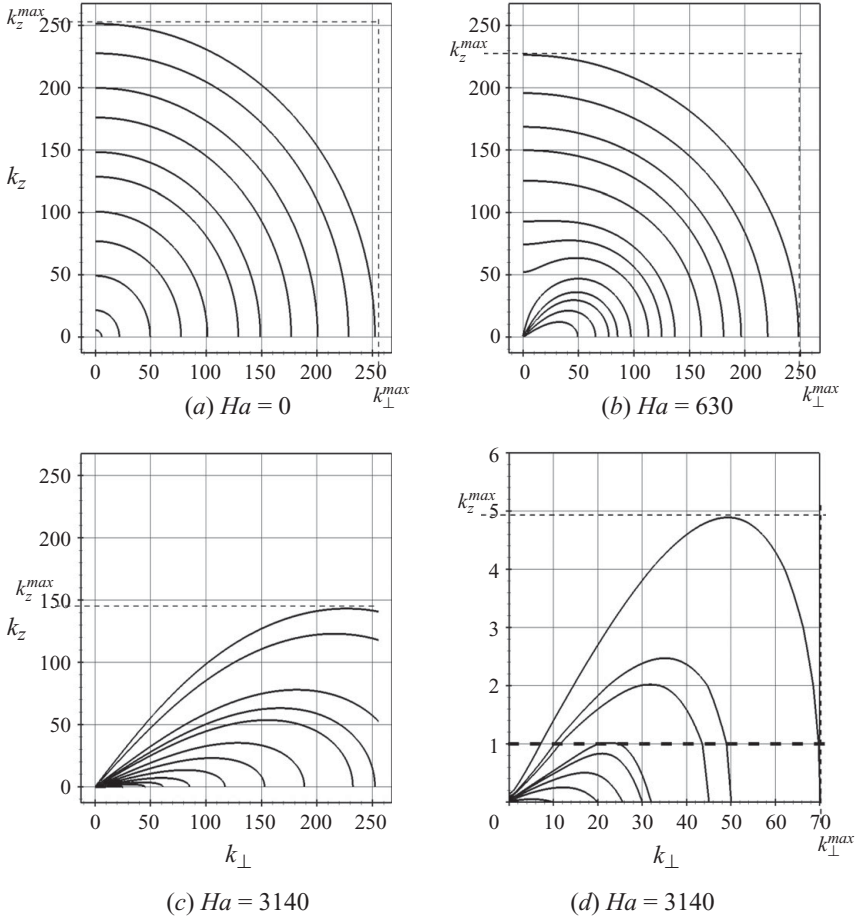 k_z^{max}
250
200
150
k_z
100
50
0
0 50 100 150 200 250
k_⊥^{max}
(a) Ha = 0
250
k_z^{max}
200
150
100
50
0
0 50 100 150 200 250
k_⊥^{max}
(b) Ha = 630
250
200
k_z^{max}
150
k_z
100
50
0
0 50 100 150 200 250
k_⊥
(c) Ha = 3140
6
k_z^{max}
5
4
3
2
1
0 10 20 30 40 50 60 70
k_⊥
k_⊥^{max}
(d) Ha = 3140